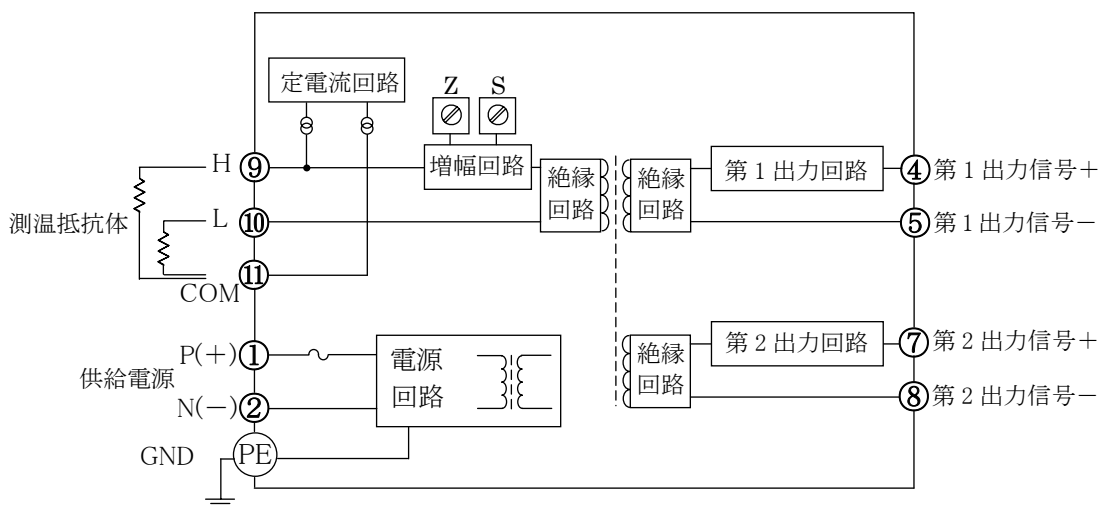 定電流回路
Z
S
H
⑨
増幅回路
絶縁
回路
絶縁
回路
第1出力回路
④
第1出力信号+
測温抵抗体
L
⑩
⑤
第1出力信号−
⑪
COM
P(+)
①
供給電源
N(−)
②
電源
回路
絶縁
回路
第2出力回路
⑦
第2出力信号+
⑧
第2出力信号−
GND
PE